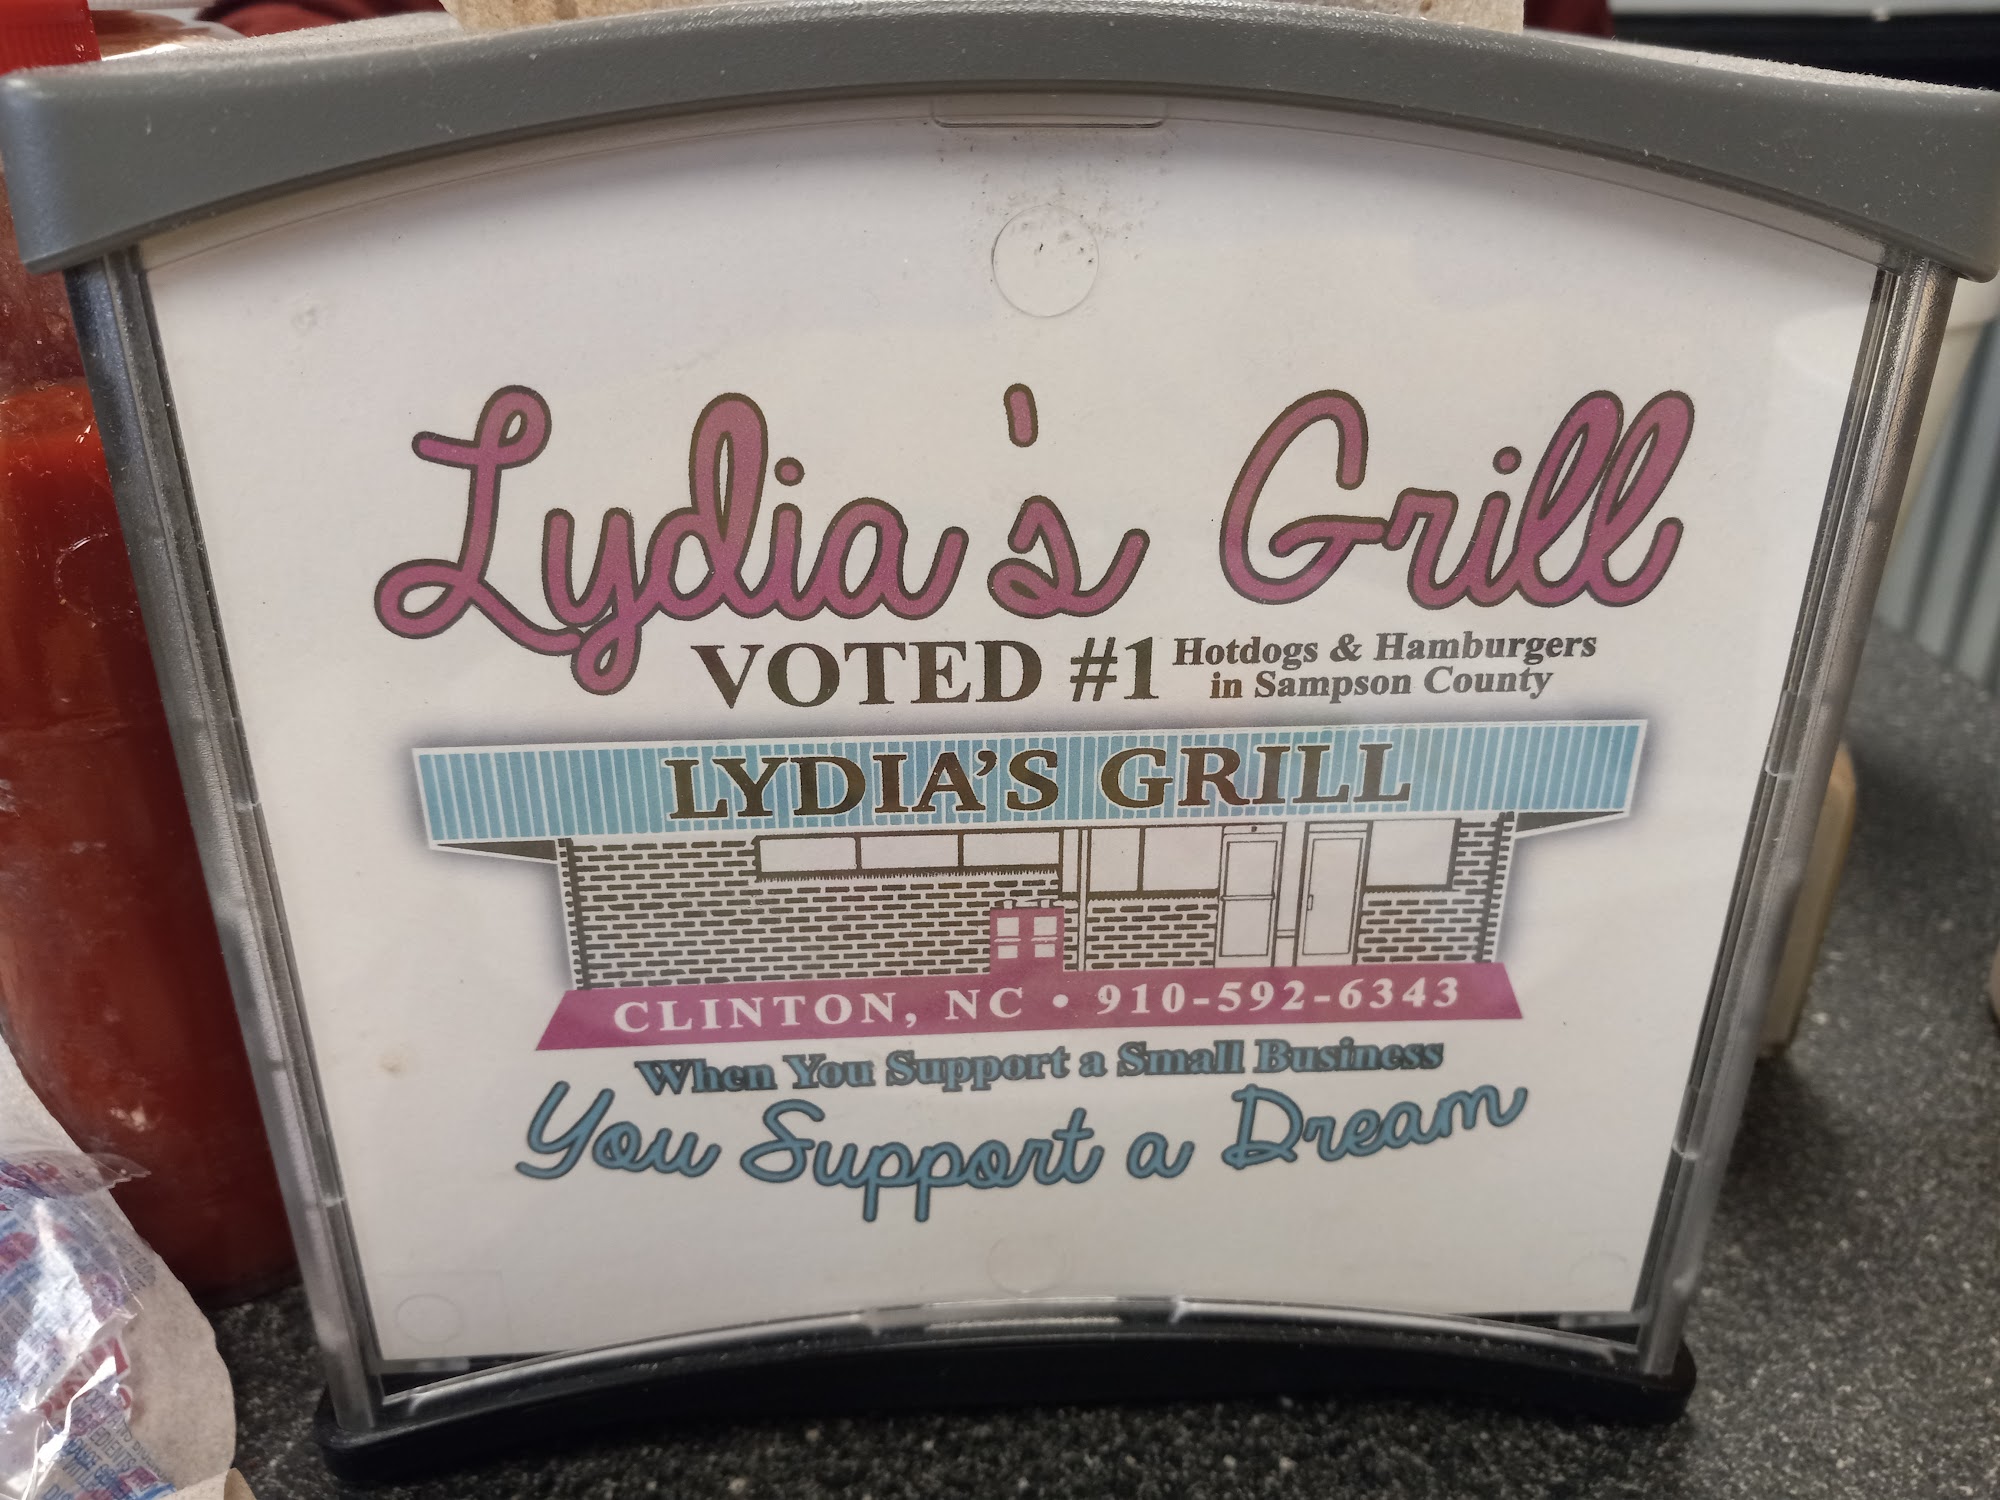 Lydia's Grill
VOTED #1 Hotdogs & Hamburgers
in Sampson County
LYDIA'S GRILL
CLINTON, NC • 910-592-6343
When You Support a Small Business
You Support a Dream